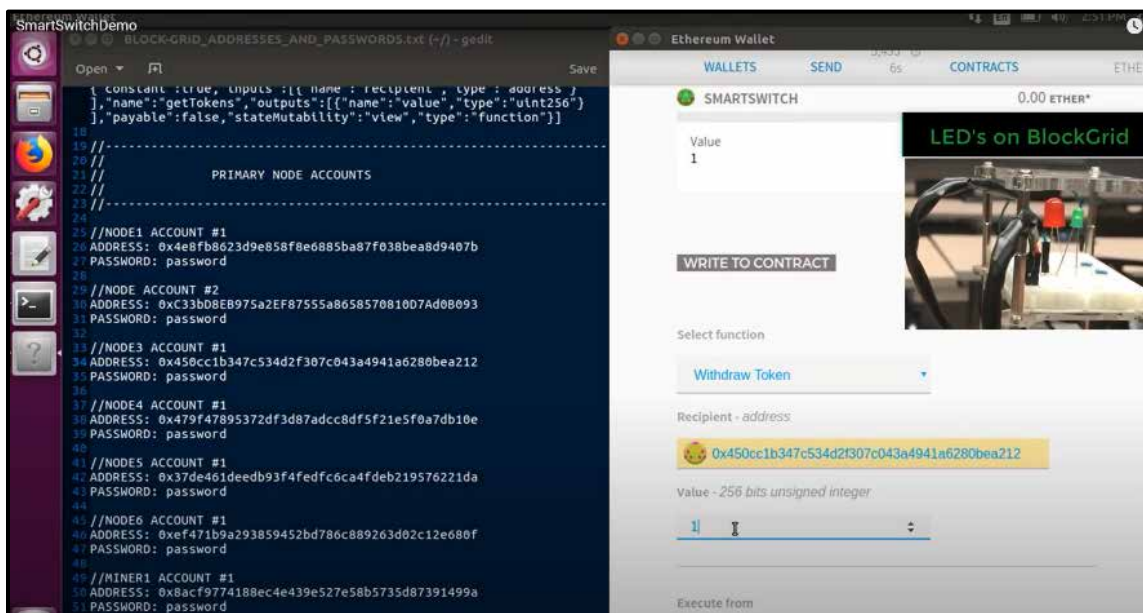 Ethereum Wallet
SmartSwitchDemo
2:51 PM
BLOCK-GRID_ADDRESSES_AND_PASSWORDS.txt (~/) - gedit
Open
Save
{"constant":true,"inputs":[{"name":"recipient","type":"address"}
],"name":"getTokens","outputs":[{"name":"value","type":"uint256"}
],"payable":false,"stateMutability":"view","type":"function"}]
18
19 //--------------------------------------------------------------
20 //
21 // PRIMARY NODE ACCOUNTS
22 //
23 //--------------------------------------------------------------
24
25 //NODE1 ACCOUNT #1
26 ADDRESS: 0x4e8fb8623d9e858f8e6885ba87f038bea8d9407b
27 PASSWORD: password
28
29 //NODE ACCOUNT #2
30 ADDRESS: 0xC33bD8EB975a2EF87555a8658570810D7Ad0B093
31 PASSWORD: password
32
33 //NODE3 ACCOUNT #1
34 ADDRESS: 0x450cc1b347c534d2f307c043a4941a6280bea212
35 PASSWORD: password
36
37 //NODE4 ACCOUNT #1
38 ADDRESS: 0x479f47895372df3d87adcc8df5f21e5f0a7db10e
39 PASSWORD: password
40
41 //NODE5 ACCOUNT #1
42 ADDRESS: 0x37de461deedb93f4fedfc6ca4fdeb219576221da
43 PASSWORD: password
44
45 //NODE6 ACCOUNT #1
46 ADDRESS: 0xef471b9a293859452bd786c889263d02c12e680f
47 PASSWORD: password
48
49 //MINER1 ACCOUNT #1
50 ADDRESS: 0x8acf9774188ec4e439e527e58b5735d87391499a
51 PASSWORD: password
Ethereum Wallet
WALLETS SEND 6s CONTRACTS ETHE
SMARTSWITCH 0.00 ETHER*
LED's on BlockGrid
Value
1
WRITE TO CONTRACT
Select function
Withdraw Token
Recipient - address
0x450cc1b347c534d2f307c043a4941a6280bea212
Value - 256 bits unsigned integer
1
Execute from